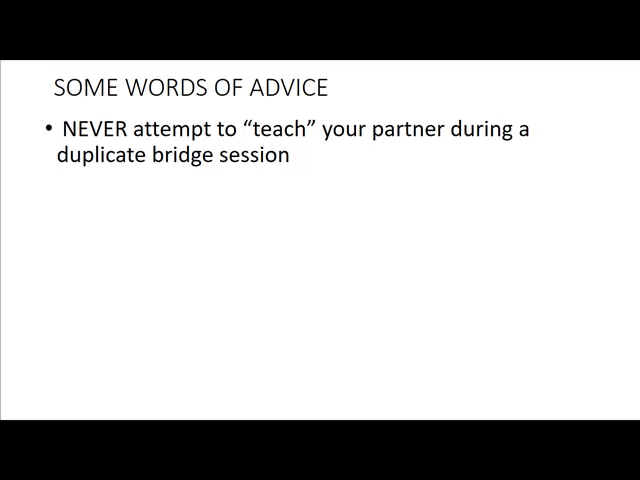 SOME WORDS OF ADVICE
• NEVER attempt to “teach” your partner during a
duplicate bridge session